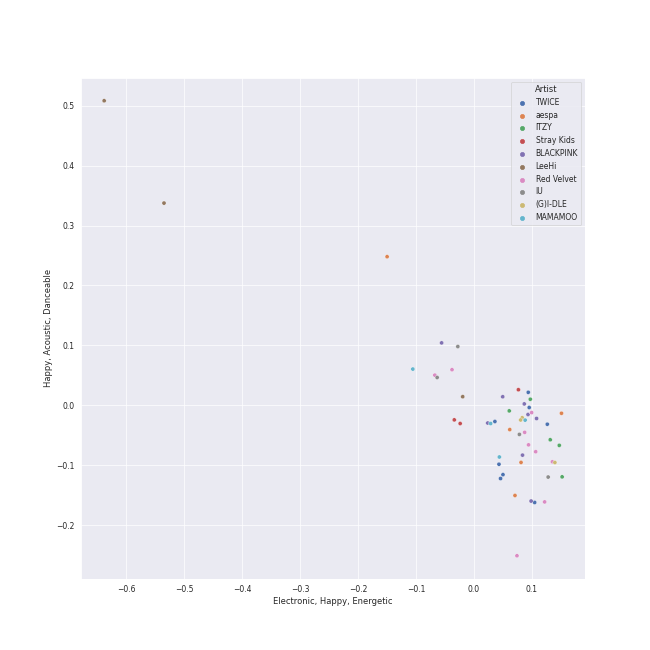 Artist
TWICE
aespa
ITZY
Stray Kids
BLACKPINK
LeeHi
Red Velvet
IU
(G)I-DLE
MAMAMOO
Happy, Acoustic, Danceable
0.5
0.4
0.3
0.2
0.1
0.0
−0.1
−0.2
−0.6 −0.5 −0.4 −0.3 −0.2 −0.1 0.0 0.1
Electronic, Happy, Energetic